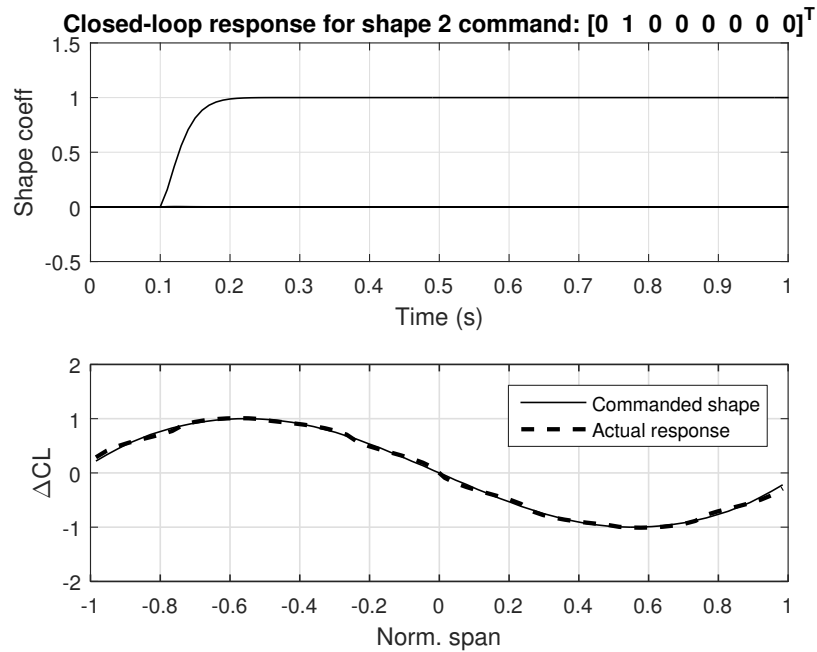 Closed-loop response for shape 2 command: [0 1 0 0 0 0 0 0]^T
1.5
1
0.5
0
-0.5
Shape coeff
0 0.1 0.2 0.3 0.4 0.5 0.6 0.7 0.8 0.9 1
Time (s)
2
1
0
-1
-2
ΔCL
Commanded shape
Actual response
-1 -0.8 -0.6 -0.4 -0.2 0 0.2 0.4 0.6 0.8 1
Norm. span